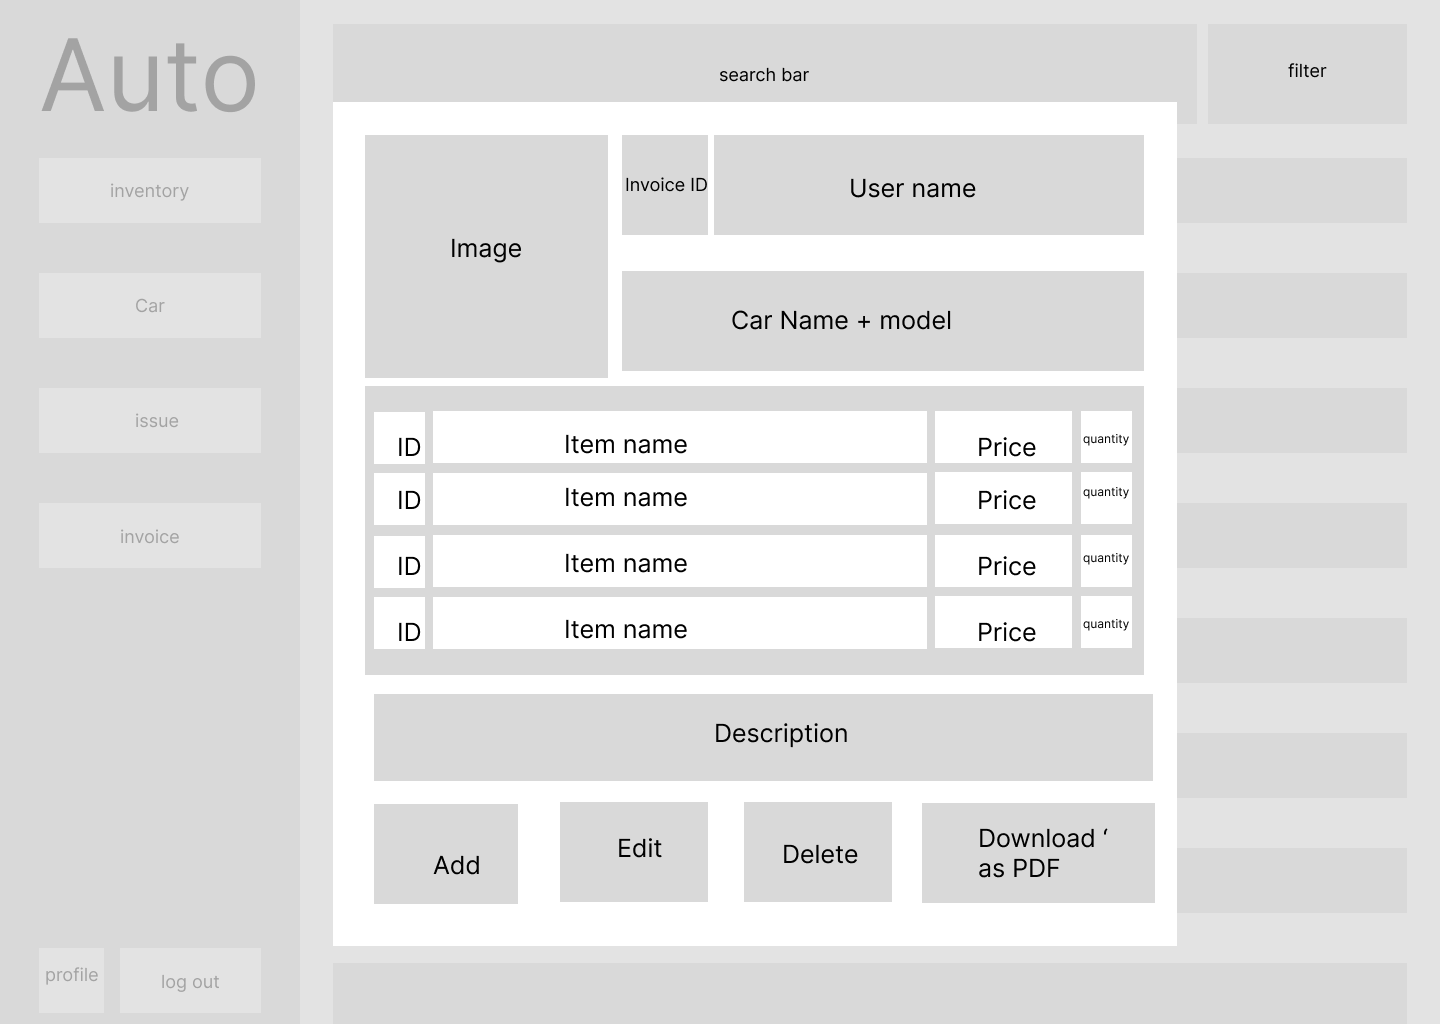 Auto
inventory
Car
issue
invoice
profile
log out
search bar
filter
Image
Invoice ID
User name
Car Name + model
ID Item name Price quantity
ID Item name Price quantity
ID Item name Price quantity
ID Item name Price quantity
Description
Add
Edit
Delete
Download ‘
as PDF